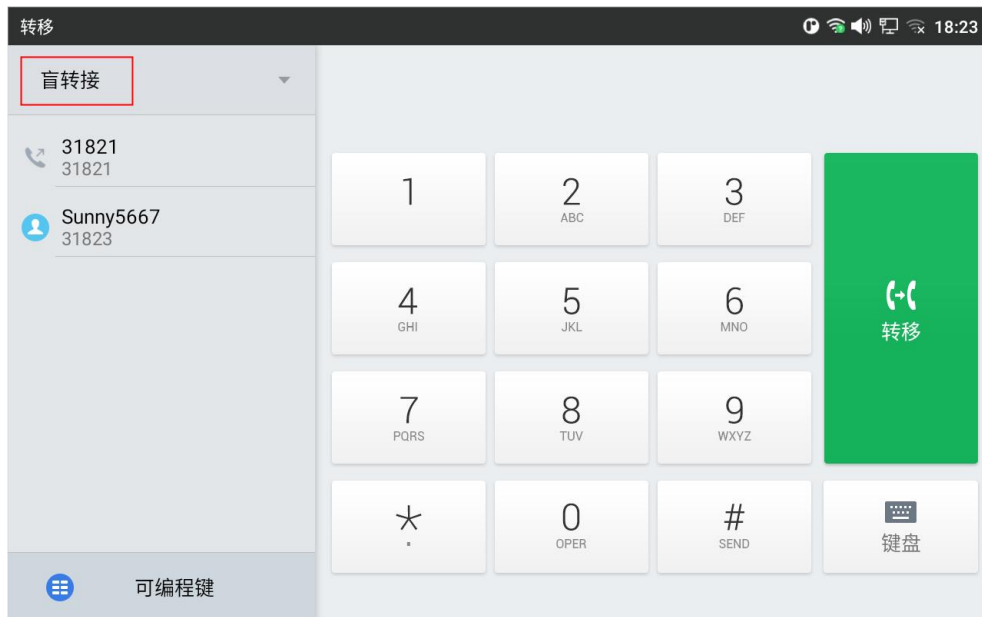 转移
18:23
盲转接
31821
31821
Sunny5667
31823
可编程键
1
2
ABC
3
DEF
4
GHI
5
JKL
6
MNO
转移
7
PQRS
8
TUV
9
WXYZ
*
0
OPER
#
SEND
键盘